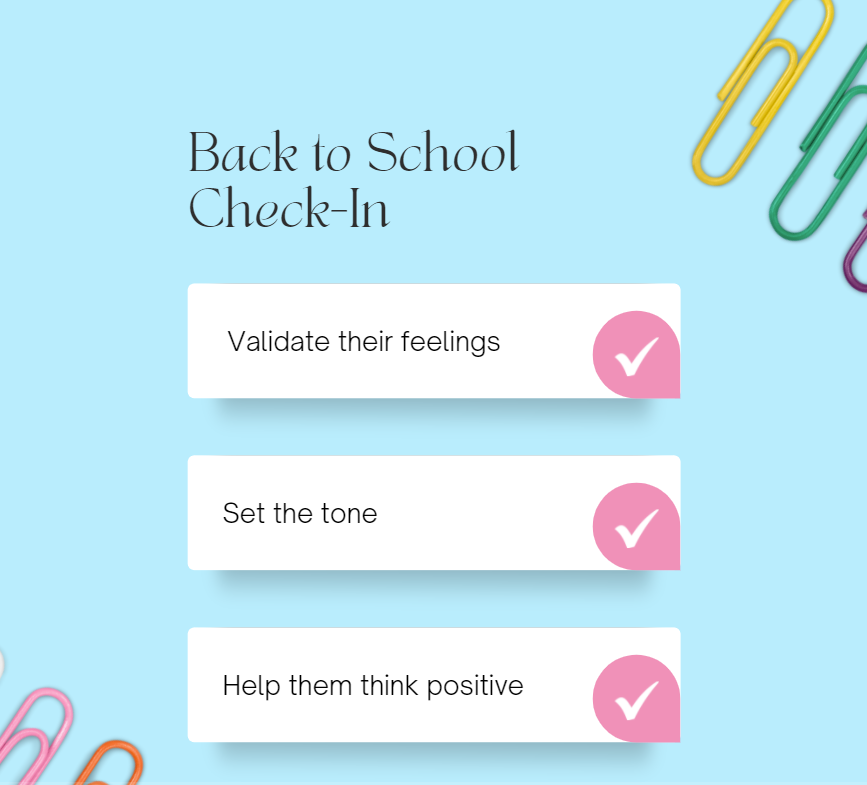 Back to School
Check-In
Validate their feelings
Set the tone
Help them think positive